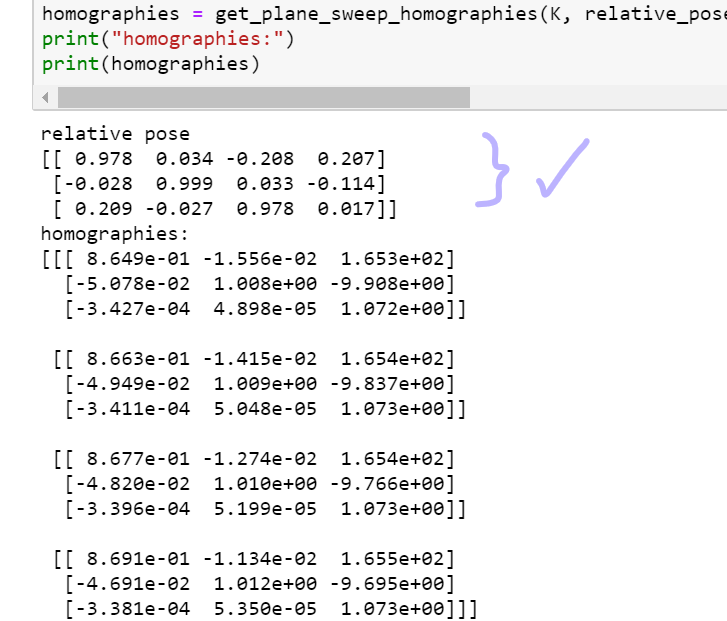 homographies = get_plane_sweep_homographies(K, relative_pose
print("homographies:")
print(homographies)
relative pose
[[ 0.978  0.034 -0.208  0.207]
 [-0.028  0.999  0.033 -0.114]
 [ 0.209 -0.027  0.978  0.017]]
homographies:
[[[ 8.649e-01 -1.556e-02  1.653e+02]
  [-5.078e-02  1.008e+00 -9.908e+00]
  [-3.427e-04  4.898e-05  1.072e+00]]
 [[ 8.663e-01 -1.415e-02  1.654e+02]
  [-4.949e-02  1.009e+00 -9.837e+00]
  [-3.411e-04  5.048e-05  1.073e+00]]
 [[ 8.677e-01 -1.274e-02  1.654e+02]
  [-4.820e-02  1.010e+00 -9.766e+00]
  [-3.396e-04  5.199e-05  1.073e+00]]
 [[ 8.691e-01 -1.134e-02  1.655e+02]
  [-4.691e-02  1.012e+00 -9.695e+00]
  [-3.381e-04  5.350e-05  1.073e+00]]]